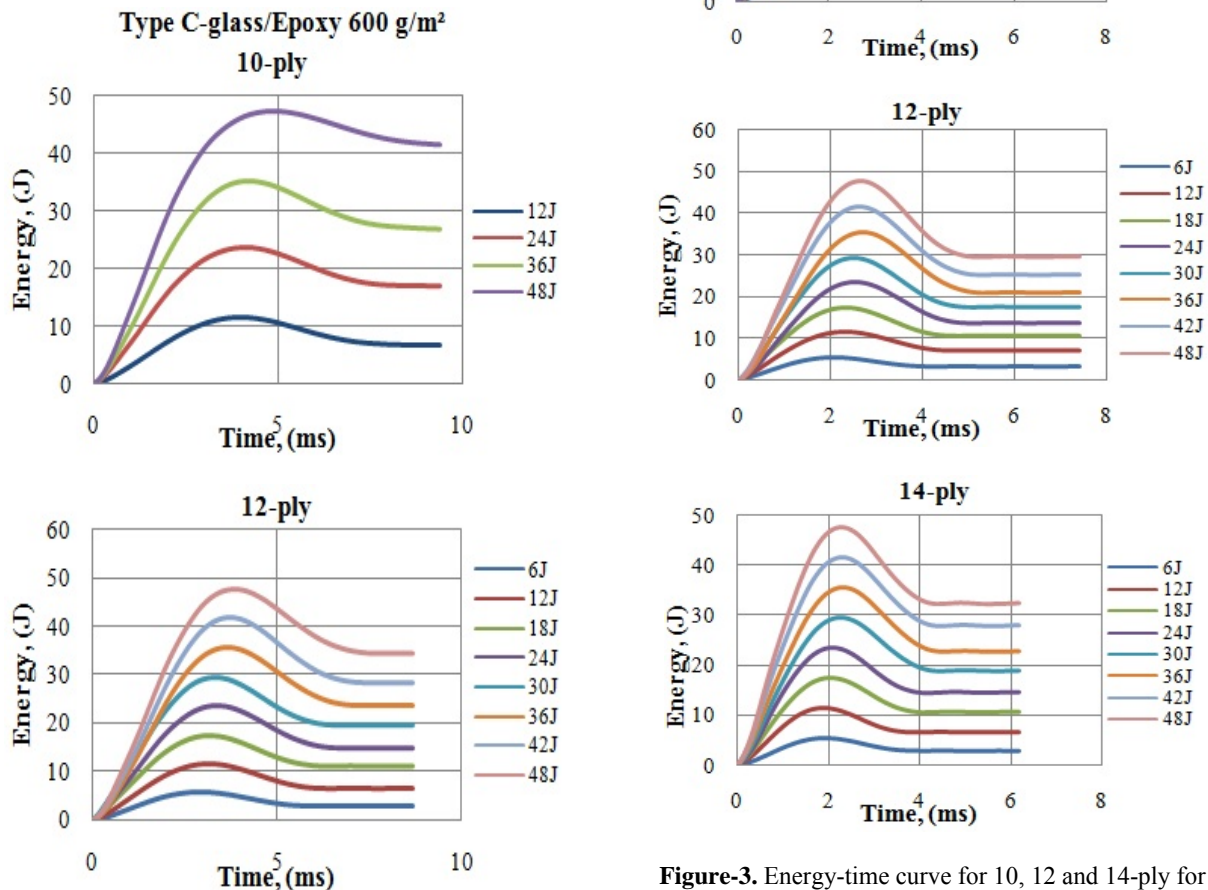 Type C-glass/Epoxy 600 g/m²
10-ply
50
40
30
20
10
0
Energy, (J)
0
5
10
Time, (ms)
12J
24J
36J
48J
12-ply
60
50
40
30
20
10
0
Energy, (J)
0
5
10
Time, (ms)
6J
12J
18J
24J
30J
36J
42J
48J
0
0
2
4
6
8
Time, (ms)
12-ply
60
50
40
30
20
10
0
Energy, (J)
0
2
4
6
8
Time, (ms)
6J
12J
18J
24J
30J
36J
42J
48J
14-ply
50
40
30
20
10
0
Energy, (J)
0
2
4
6
8
Time, (ms)
6J
12J
18J
24J
30J
36J
42J
48J
Figure-3. Energy-time curve for 10, 12 and 14-ply for